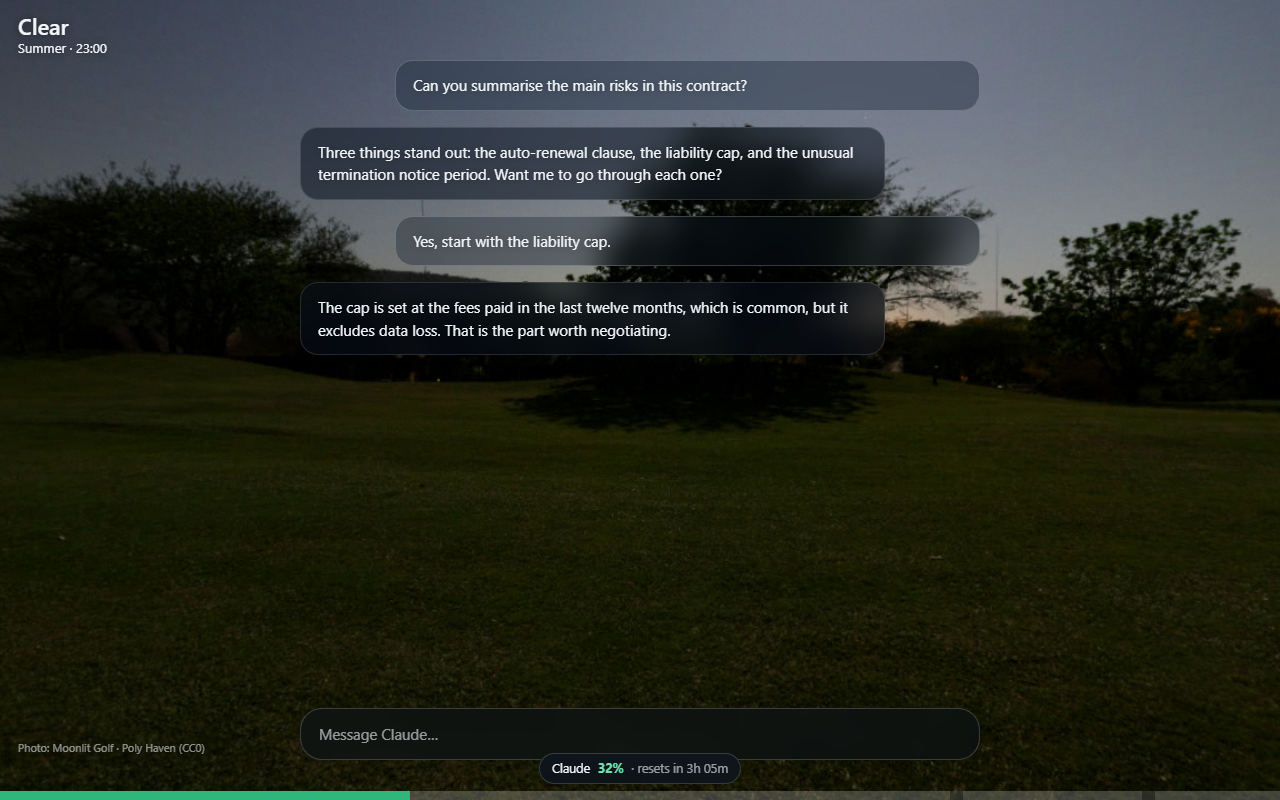 Clear
Summer · 23:00
Can you summarise the main risks in this contract?
Three things stand out: the auto-renewal clause, the liability cap, and the unusual
termination notice period. Want me to go through each one?
Yes, start with the liability cap.
The cap is set at the fees paid in the last twelve months, which is common, but it
excludes data loss. That is the part worth negotiating.
Message Claude...
Photo: Moonlit Golf · Poly Haven (CC0)
Claude 32% · resets in 3h 05m